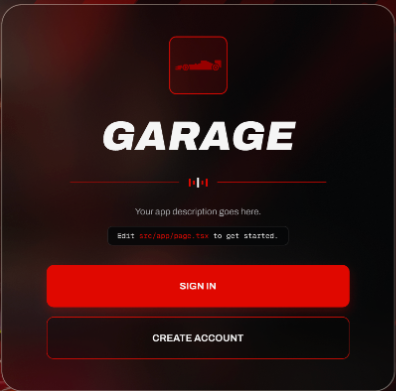 GARAGE
Your app description goes here.
Edit src/app/page.tsx to get started.
SIGN IN
CREATE ACCOUNT